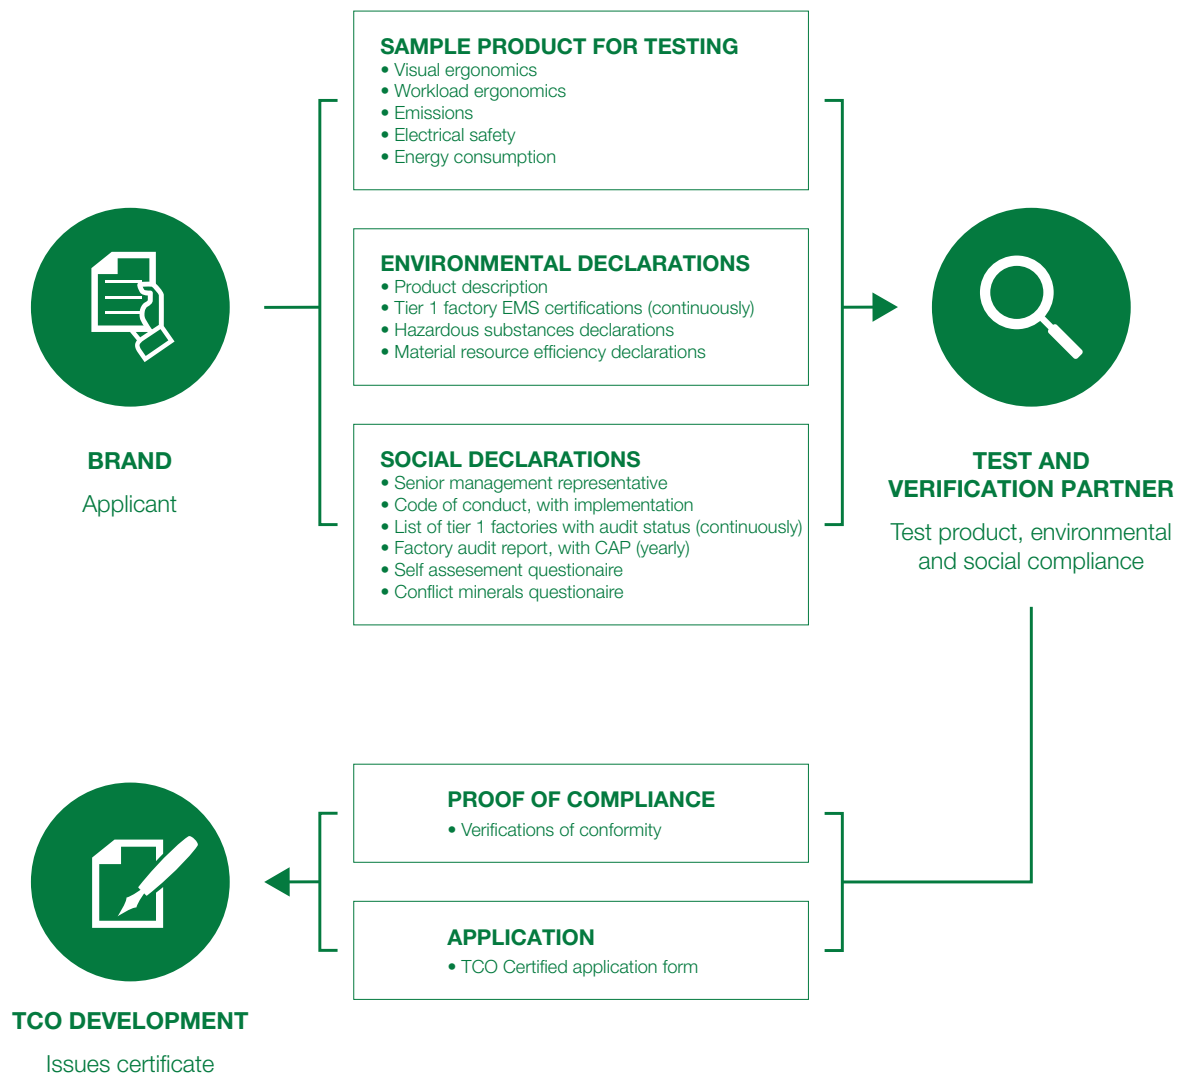 SAMPLE PRODUCT FOR TESTING
• Visual ergonomics
• Workload ergonomics
• Emissions
• Electrical safety
• Energy consumption
ENVIRONMENTAL DECLARATIONS
• Product description
• Tier 1 factory EMS certifications (continuously)
• Hazardous substances declarations
• Material resource efficiency declarations
BRAND
Applicant
SOCIAL DECLARATIONS
• Senior management representative
• Code of conduct, with implementation
• List of tier 1 factories with audit status (continuously)
• Factory audit report, with CAP (yearly)
• Self assesement questionaire
• Conflict minerals questionaire
TEST AND
VERIFICATION PARTNER
Test product, environmental
and social compliance
PROOF OF COMPLIANCE
• Verifications of conformity
APPLICATION
• TCO Certified application form
TCO DEVELOPMENT
Issues certificate